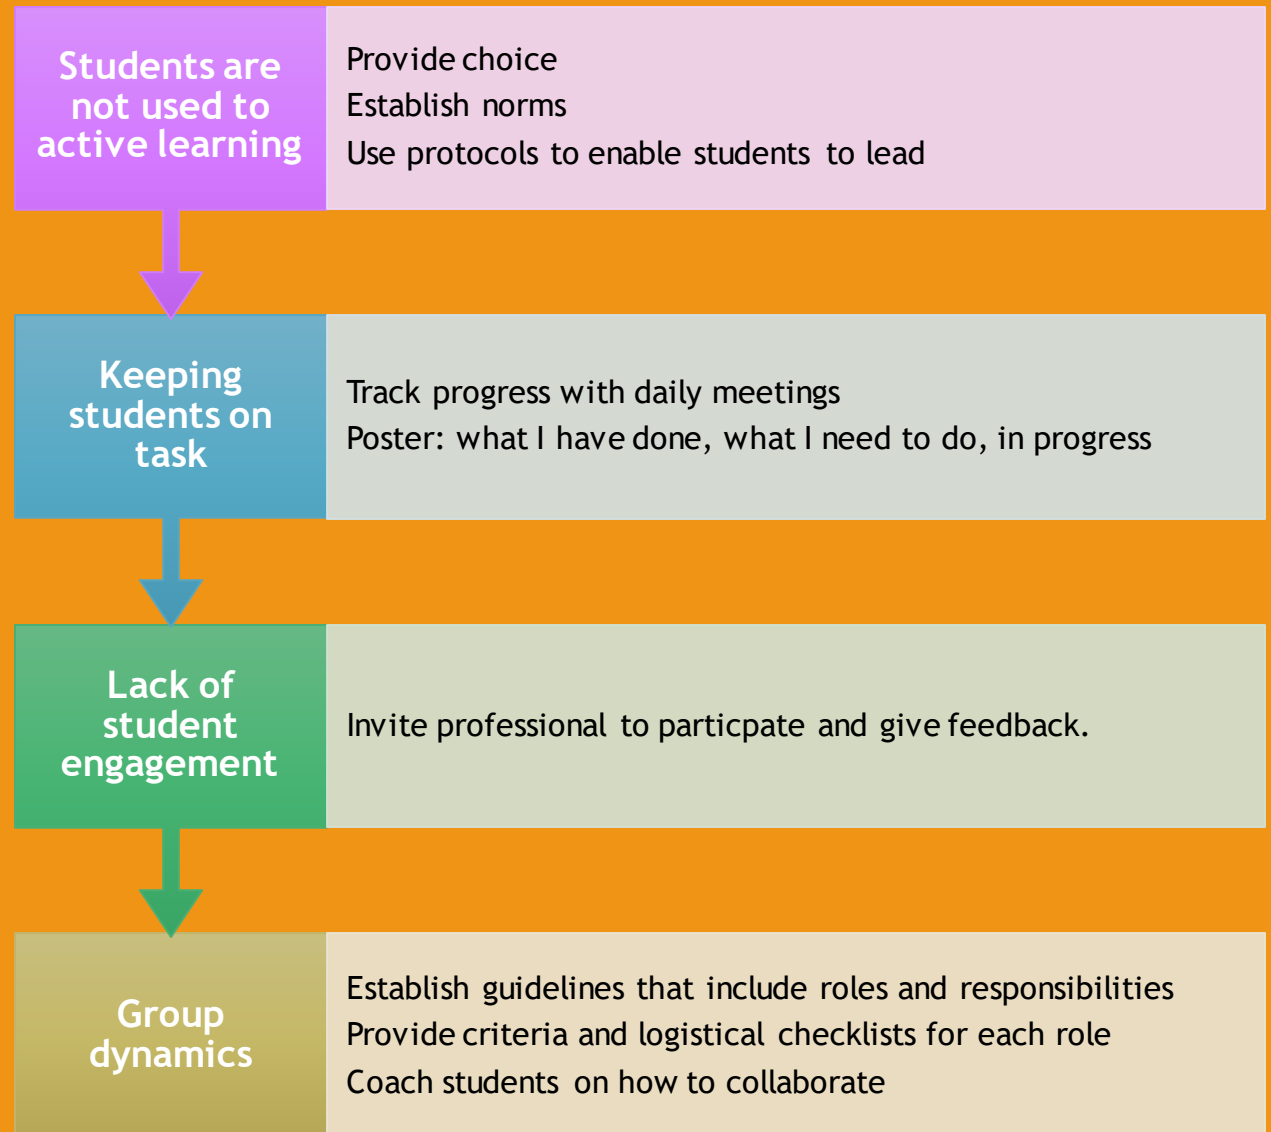 Students are
not used to
active learning
Provide choice
Establish norms
Use protocols to enable students to lead
Keeping
students on
task
Track progress with daily meetings
Poster: what I have done, what I need to do, in progress
Lack of
student
engagement
Invite professional to particpate and give feedback.
Group
dynamics
Establish guidelines that include roles and responsibilities
Provide criteria and logistical checklists for each role
Coach students on how to collaborate